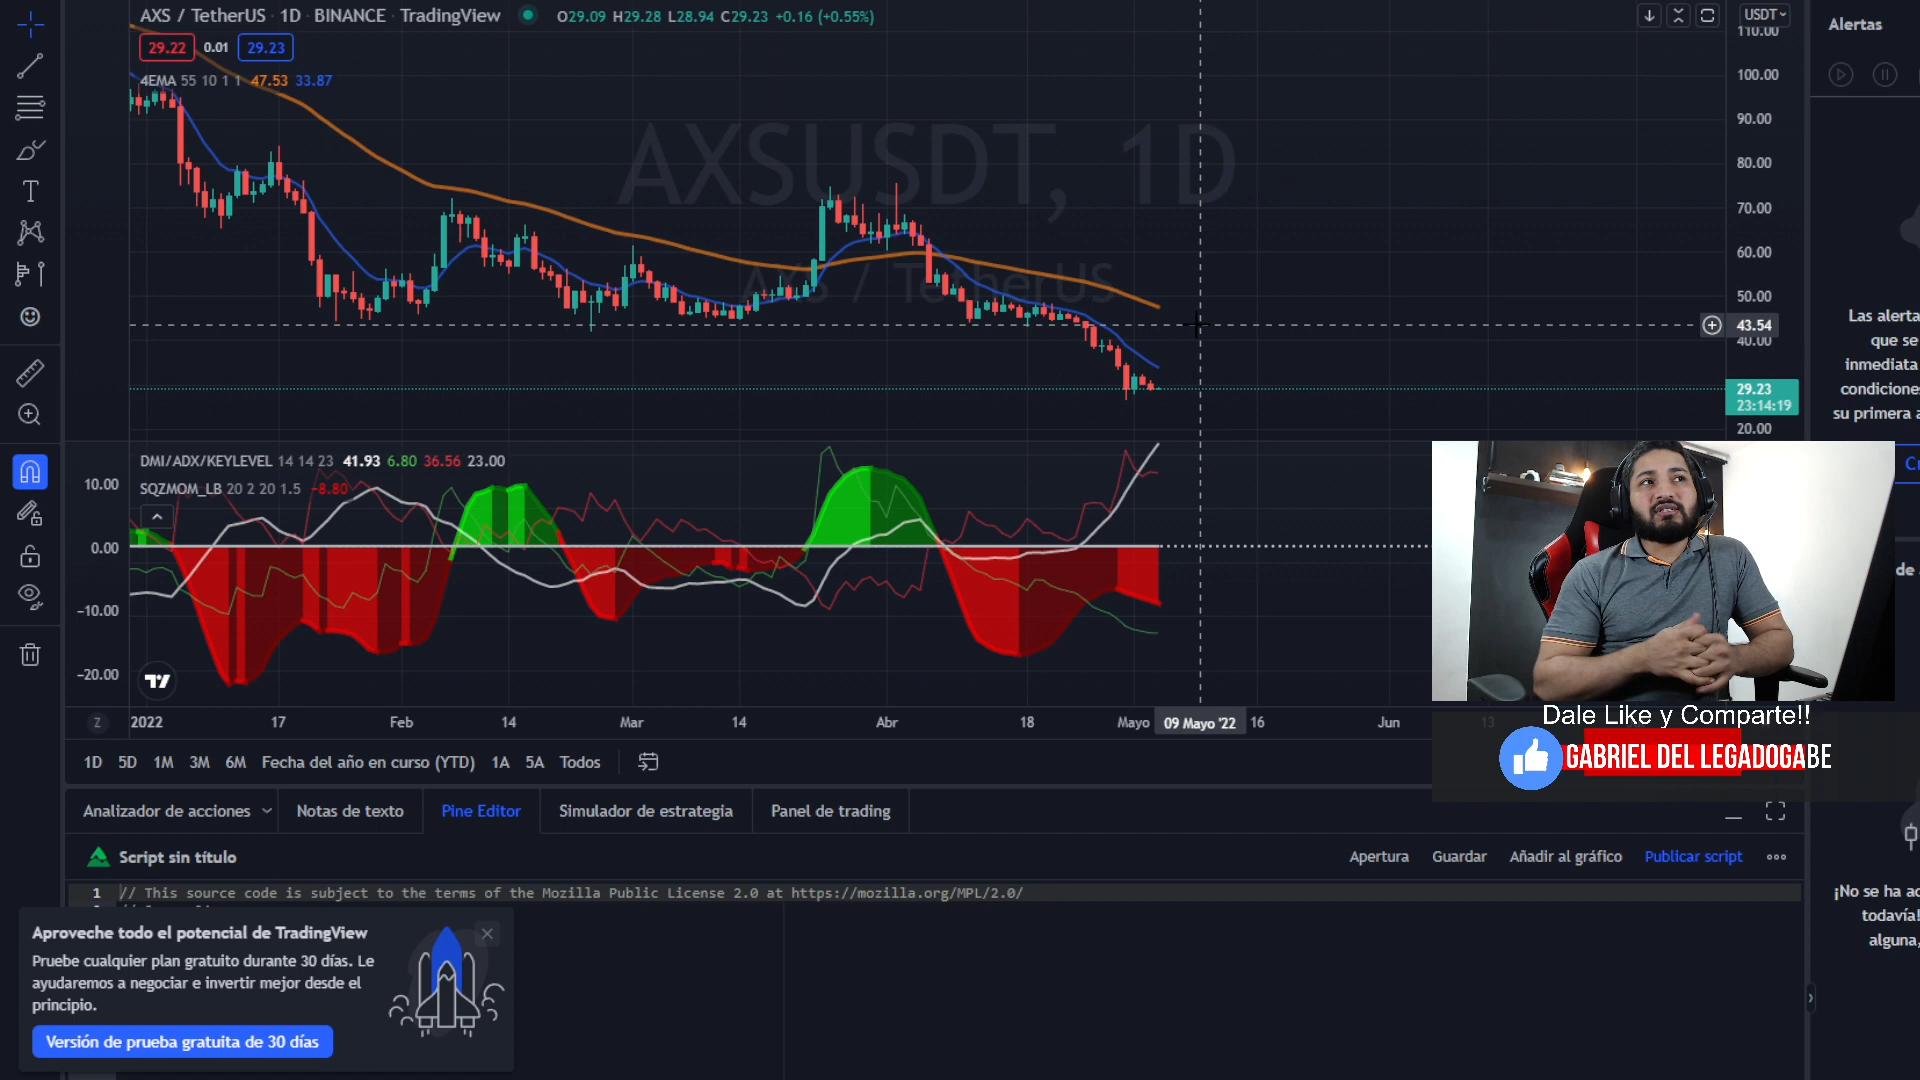 AXS / TetherUS · 1D · BINANCE · TradingView
O29.09 H29.28 L28.94 C29.23 +0.16 (+0.55%)
29.22 0.01 29.23
4EMA 55 10 1 1 47.53 33.87
AXSUSDT, 1D
AXS / TetherUS
USDT
110.00
100.00
90.00
80.00
70.00
60.00
50.00
43.54
40.00
29.23
23:14:19
20.00
DMI/ADX/KEYLEVEL 14 14 23 41.93 6.80 36.56 23.00
SQZMOM_LB 20 2 20 1.5 -8.80
10.00
0.00
-10.00
-20.00
Z
2022 17 Feb 14 Mar 14 Abr 18 Mayo 09 Mayo '22 16 Jun 13
1D 5D 1M 3M 6M Fecha del año en curso (YTD) 1A 5A Todos
Analizador de acciones Notas de texto Pine Editor Simulador de estrategia Panel de trading
Script sin título
Apertura Guardar Añadir al gráfico Publicar script
1 // This source code is subject to the terms of the Mozilla Public License 2.0 at https://mozilla.org/MPL/2.0/
Aproveche todo el potencial de TradingView
Pruebe cualquier plan gratuito durante 30 días. Le
ayudaremos a negociar e invertir mejor desde el
principio.
Versión de prueba gratuita de 30 días
Dale Like y Comparte!!
GABRIEL DEL LEGADOGABE
Alertas
Las alerta
que se
inmediata
condicione
su primera a
de
¡No se ha ac
todavía!
alguna,